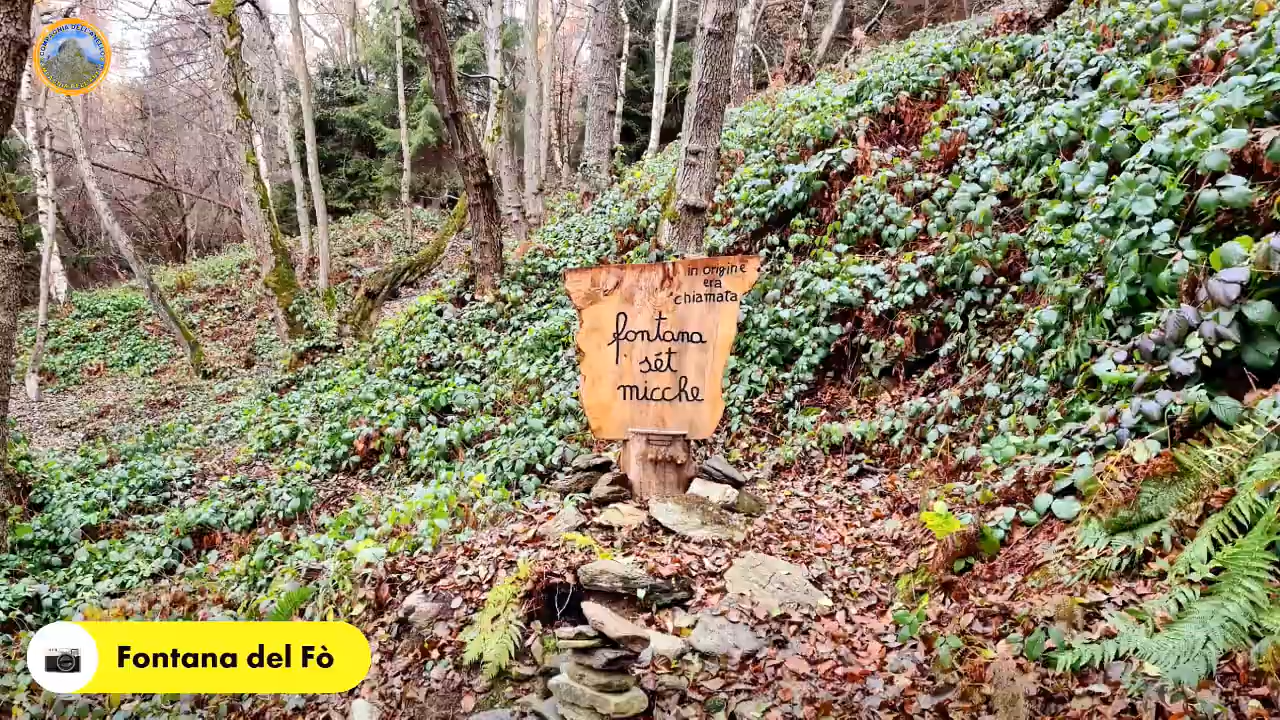 in origine
era
chiamata
fontana
sét
micche
Fontana del Fò